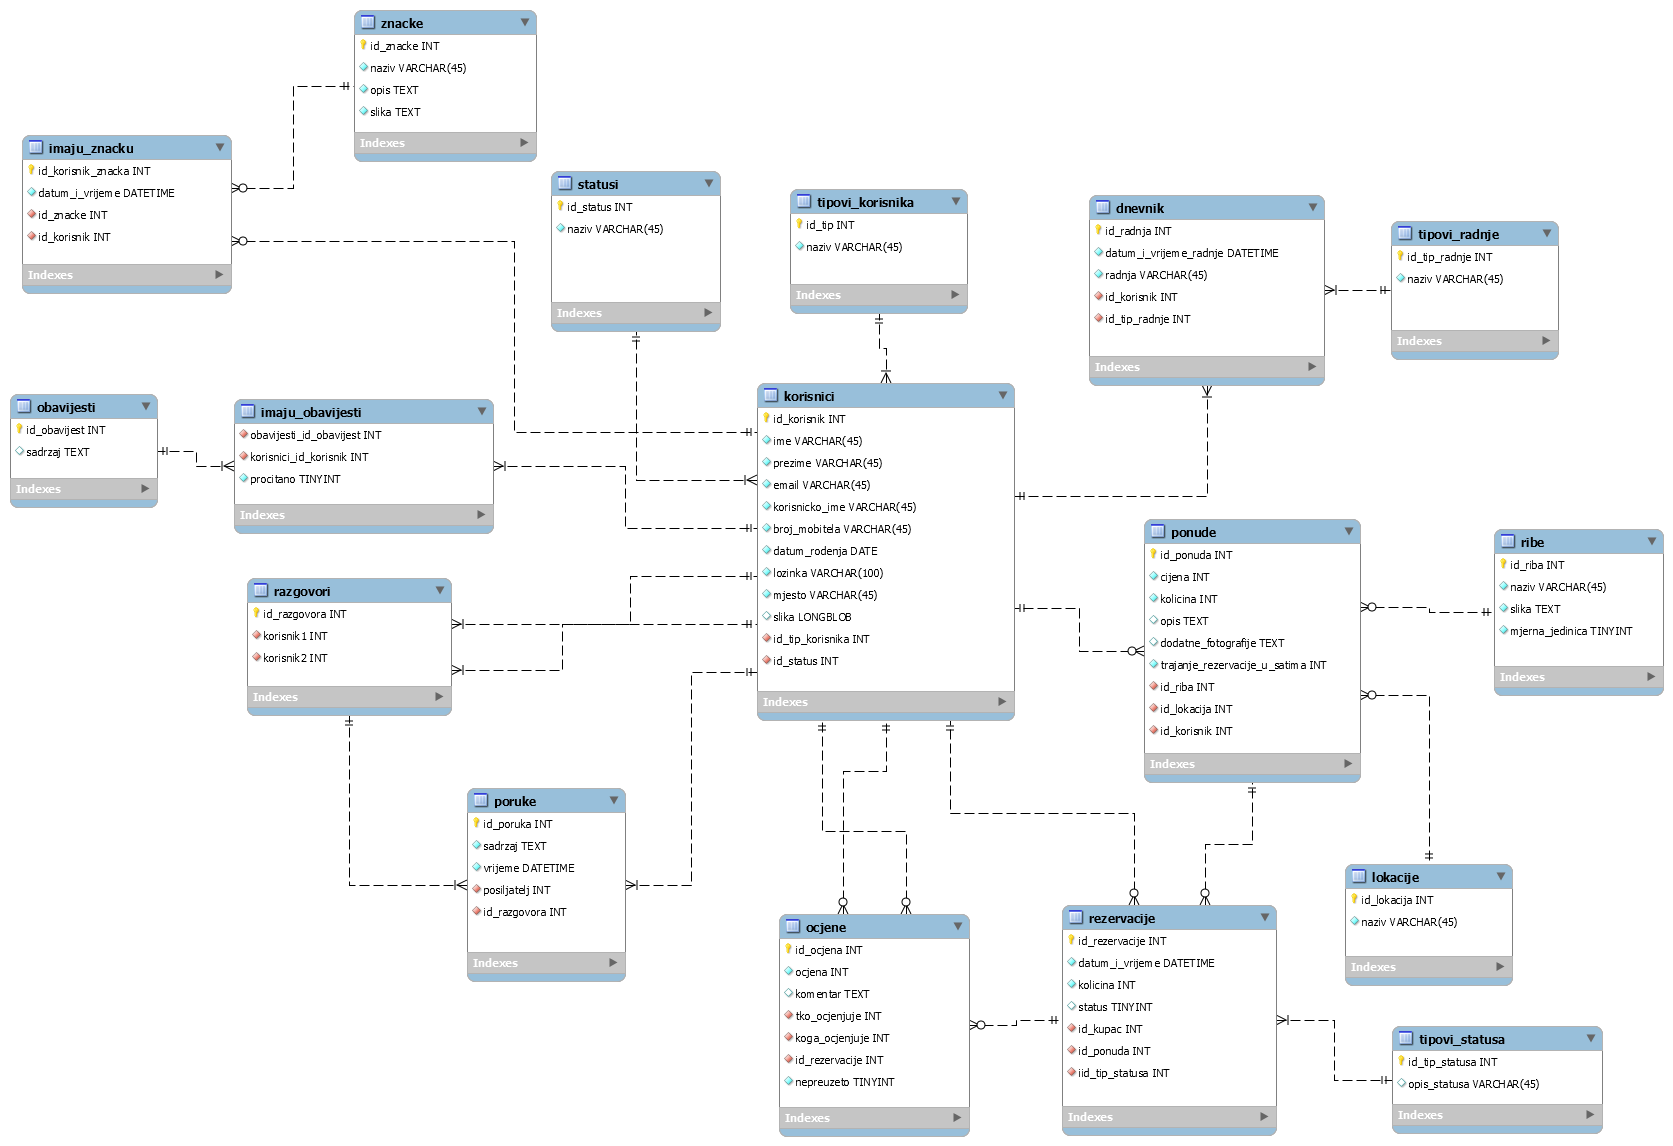 znacke
id_znacke INT
naziv VARCHAR(45)
opis TEXT
slika TEXT
Indexes
imaju_znacku
id_korisnik_znacka INT
datum_i_vrijeme DATETIME
id_znacke INT
id_korisnik INT
Indexes
statusi
id_status INT
naziv VARCHAR(45)
Indexes
tipovi_korisnika
id_tip INT
naziv VARCHAR(45)
Indexes
dnevnik
id_radnja INT
datum_i_vrijeme_radnje DATETIME
radnja VARCHAR(45)
id_korisnik INT
id_tip_radnje INT
Indexes
tipovi_radnje
id_tip_radnje INT
naziv VARCHAR(45)
Indexes
obavijesti
id_obavijest INT
sadrzaj TEXT
Indexes
imaju_obavijesti
obavijesti_id_obavijest INT
korisnici_id_korisnik INT
procitano TINYINT
Indexes
korisnici
id_korisnik INT
ime VARCHAR(45)
prezime VARCHAR(45)
email VARCHAR(45)
korisnicko_ime VARCHAR(45)
broj_mobitela VARCHAR(45)
datum_rodenja DATE
lozinka VARCHAR(100)
mjesto VARCHAR(45)
slika LONGBLOB
id_tip_korisnika INT
id_status INT
Indexes
ponude
id_ponuda INT
cijena INT
kolicina INT
opis TEXT
dodatne_fotografije TEXT
trajanje_rezervacije_u_satima INT
id_riba INT
id_lokacija INT
id_korisnik INT
Indexes
ribe
id_riba INT
naziv VARCHAR(45)
slika TEXT
mjerna_jedinica TINYINT
Indexes
razgovori
id_razgovora INT
korisnik1 INT
korisnik2 INT
Indexes
poruke
id_poruka INT
sadrzaj TEXT
vrijeme DATETIME
posiljatelj INT
id_razgovora INT
Indexes
ocjene
id_ocjena INT
ocjena INT
komentar TEXT
tko_ocjenjuje INT
koga_ocjenjuje INT
id_rezervacije INT
nepreuzeto TINYINT
Indexes
rezervacije
id_rezervacije INT
datum_i_vrijeme DATETIME
kolicina INT
status TINYINT
id_kupac INT
id_ponuda INT
iid_tip_statusa INT
Indexes
lokacije
id_lokacija INT
naziv VARCHAR(45)
Indexes
tipovi_statusa
id_tip_statusa INT
opis_statusa VARCHAR(45)
Indexes